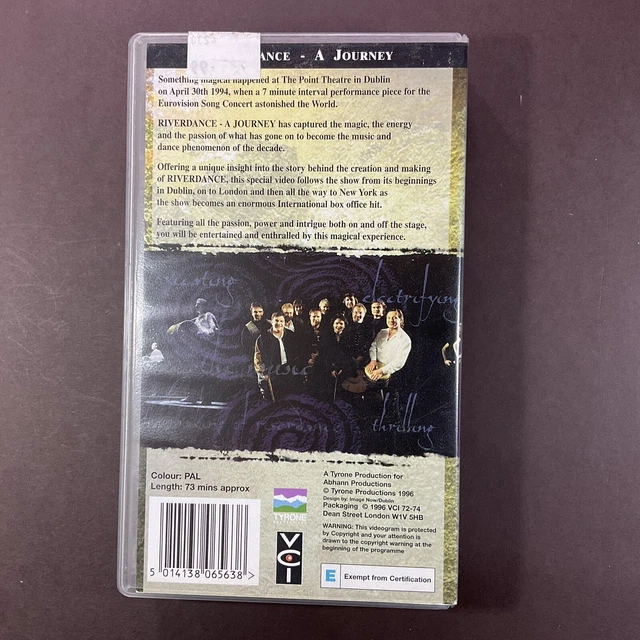 ANCE - A JOURNEY
Something magical happened at The Point Theatre in Dublin
on April 30th 1994, when a 7 minute interval performance piece for the
Eurovision Song Concert astonished the World.
RIVERDANCE - A JOURNEY has captured the magic, the energy
and the passion of what has gone on to become the music and
dance phenomenon of the decade.
Offering a unique insight into the story behind the creation and making
of RIVERDANCE, this special video follows the show from its beginnings
in Dublin, on to London and then all the way to New York as
the show becomes an enormous International box office hit.
Featuring all the passion, power and intrigue both on and off the stage,
you will be entertained and enthralled by this magical experience.
electrifying
music
riverdance
thrilling
Colour: PAL
Length: 73 mins approx
5 014138 065638 >
TYRONE
VCI
A Tyrone Production for
Abhann Productions
© Tyrone Productions 1996
Design by: Image Now/Dublin
Packaging © 1996 VCI 72-74
Dean Street London W1V 5HB
WARNING: This videogram is protected
by Copyright and your attention is
drawn to the copyright warning at the
beginning of the programme
E Exempt from Certification